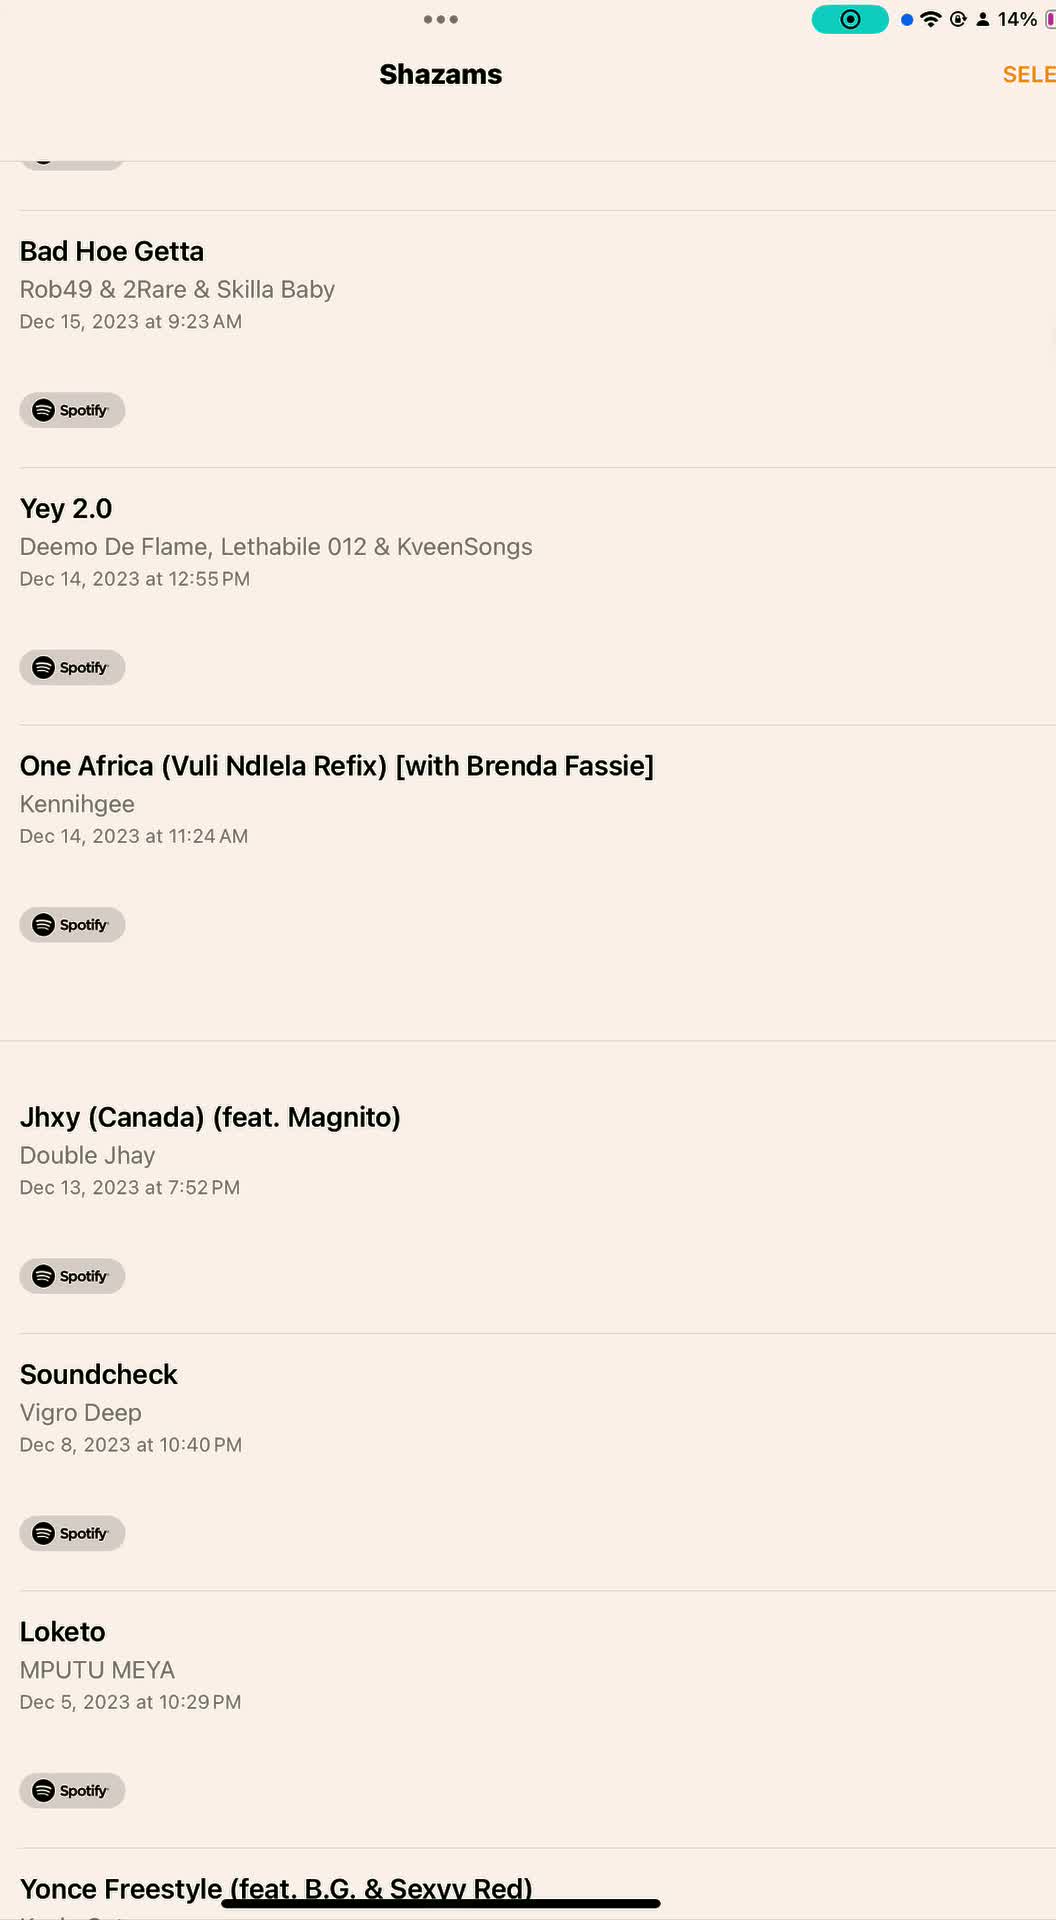 14%
Shazams
SELE
Bad Hoe Getta
Rob49 & 2Rare & Skilla Baby
Dec 15, 2023 at 9:23 AM
Spotify
Yey 2.0
Deemo De Flame, Lethabile 012 & KveenSongs
Dec 14, 2023 at 12:55 PM
Spotify
One Africa (Vuli Ndlela Refix) [with Brenda Fassie]
Kennihgee
Dec 14, 2023 at 11:24 AM
Spotify
Jhxy (Canada) (feat. Magnito)
Double Jhay
Dec 13, 2023 at 7:52 PM
Spotify
Soundcheck
Vigro Deep
Dec 8, 2023 at 10:40 PM
Spotify
Loketo
MPUTU MEYA
Dec 5, 2023 at 10:29 PM
Spotify
Yonce Freestyle (feat. B.G. & Sexyy Red)